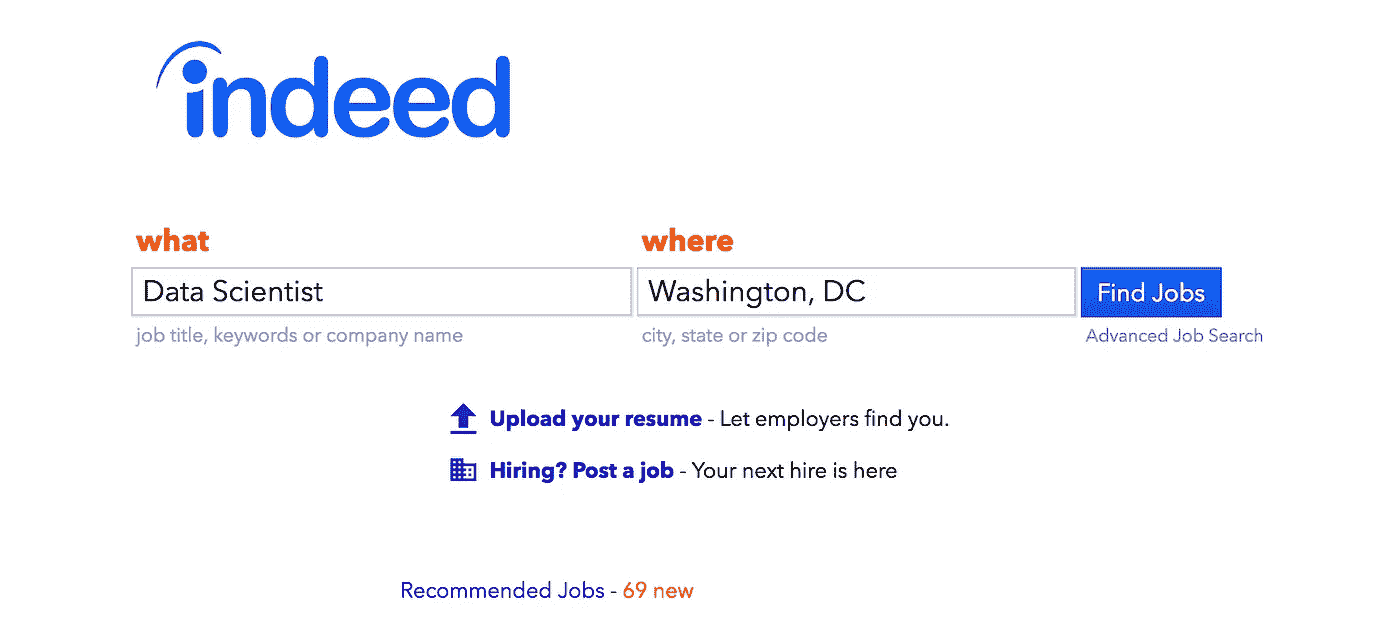 indeed
what where
Data Scientist Washington, DC Find Jobs
job title, keywords or company name city, state or zip code Advanced Job Search
Upload your resume - Let employers find you.
Hiring? Post a job - Your next hire is here
Recommended Jobs - 69 new